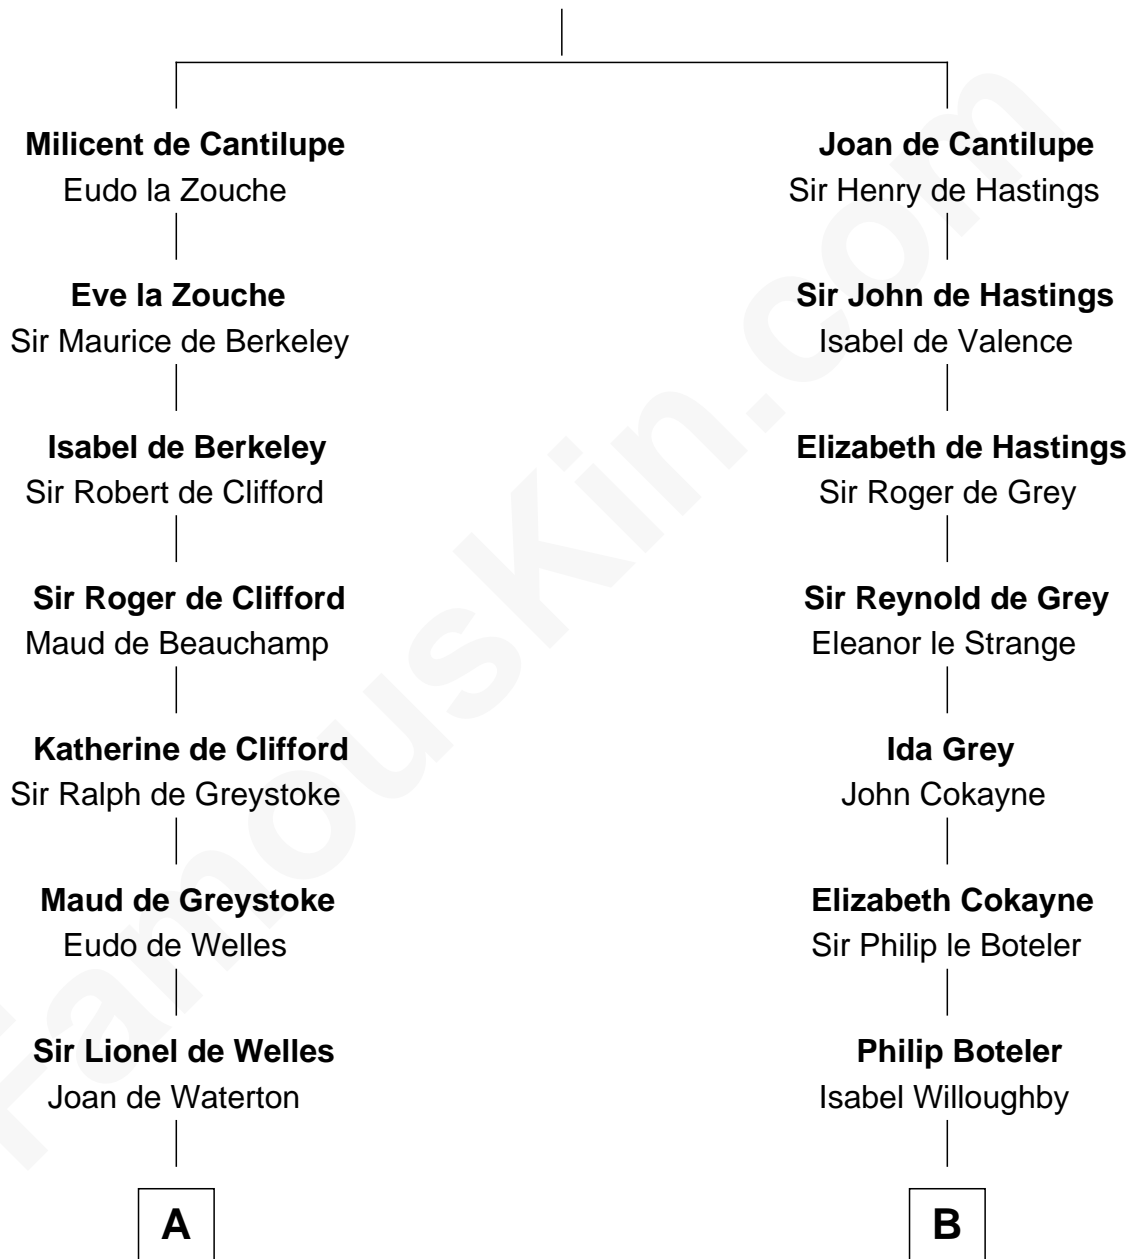 Milicent de Cantilupe
Eudo la Zouche
Eve la Zouche
Sir Maurice de Berkeley
Isabel de Berkeley
Sir Robert de Clifford
Sir Roger de Clifford
Maud de Beauchamp
Katherine de Clifford
Sir Ralph de Greystoke
Maud de Greystoke
Eudo de Welles
Sir Lionel de Welles
Joan de Waterton
A
Joan de Cantilupe
Sir Henry de Hastings
Sir John de Hastings
Isabel de Valence
Elizabeth de Hastings
Sir Roger de Grey
Sir Reynold de Grey
Eleanor le Strange
Ida Grey
John Cokayne
Elizabeth Cokayne
Sir Philip le Boteler
Philip Boteler
Isabel Willoughby
B
FamousKin.com